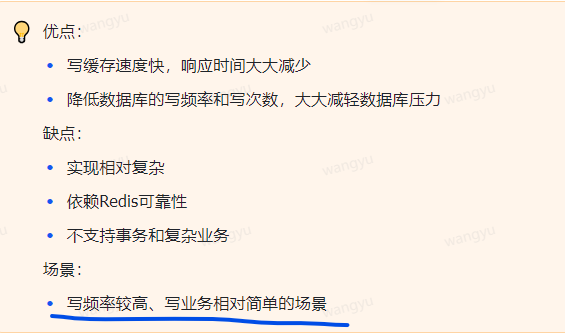 优点：
写缓存速度快，响应时间大大减少
降低数据库的写频率和写次数，大大减轻数据库压力
缺点：
实现相对复杂
依赖Redis可靠性
不支持事务和复杂业务
场景：
写频率较高、写业务相对简单的场景
wangyu
wangyu
wangyu
wangyu
wangyu
wangyu
wangyu